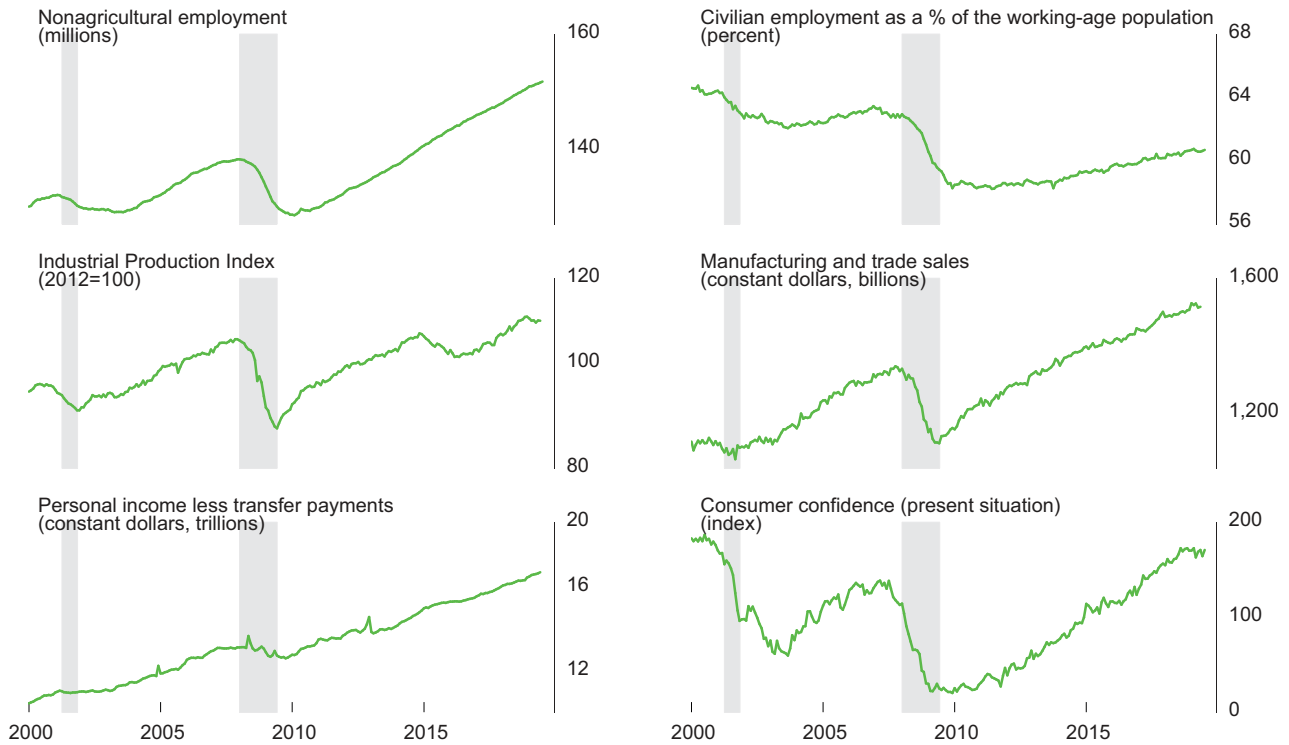 Nonagricultural employment
(millions)
160
140
120
Civilian employment as a % of the working-age population
(percent)
68
64
60
56
Industrial Production Index
(2012=100)
120
100
80
Manufacturing and trade sales
(constant dollars, billions)
1,600
1,200
Personal income less transfer payments
(constant dollars, trillions)
20
16
12
2000
2005
2010
2015
Consumer confidence (present situation)
(index)
200
100
0
2000
2005
2010
2015